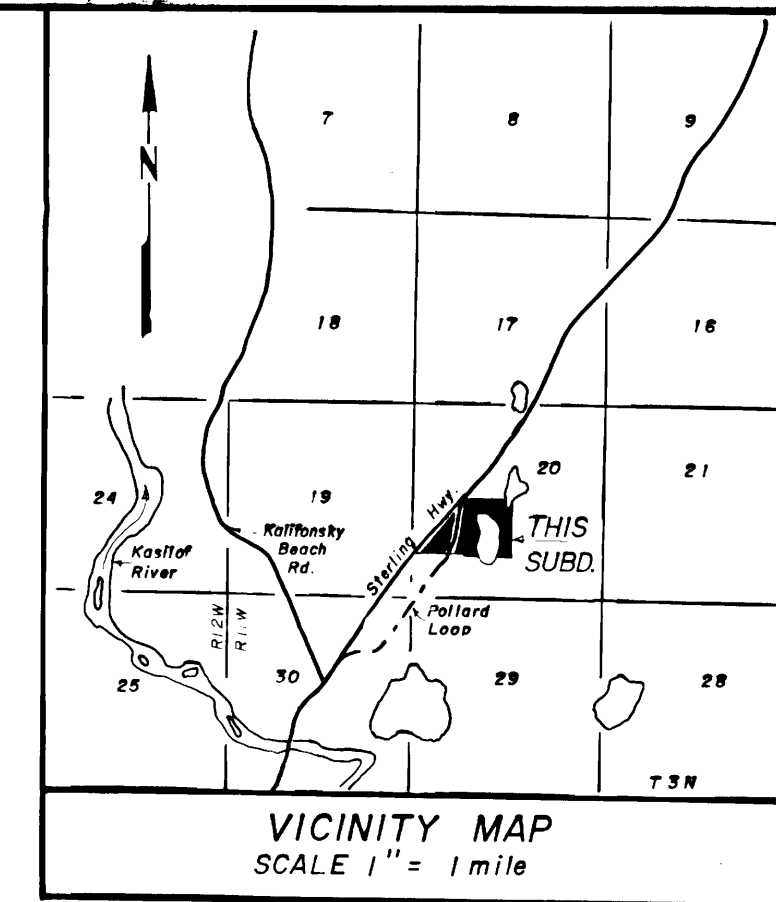 N
7
8
9
18
17
16
24
19
20
21
Kalifonsky
Beach
Rd.
Sterling Hwy.
THIS
SUBD.
Kasilof
River
R12W
R11W
Pollard
Loop
25
30
29
28
T 3 N
VICINITY MAP
SCALE 1" = 1 mile